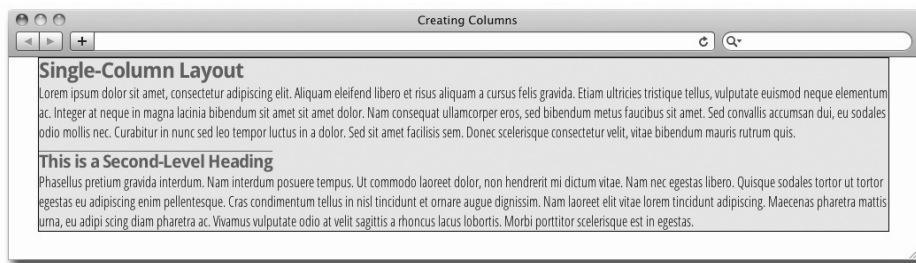 Creating Columns
Single-Column Layout
Lorem ipsum dolor sit amet, consectetur adipiscing elit. Aliquam eleifend libero et risus aliquam a cursus felis gravida. Etiam ultricies tristique tellus, vulputate euismod neque elementum
ac. Integer at neque in magna lacinia bibendum sit amet sit amet dolor. Nam consequat ullamcorper eros, sed bibendum metus faucibus sit amet. Sed convallis accumsan dui, eu sodales
odio mollis nec. Curabitur in nunc sed leo tempor luctus in a dolor. Sed sit amet facilisis sem. Donec scelerisque consectetur velit, vitae bibendum mauris rutrum quis.
This is a Second-Level Heading
Phasellus pretium gravida interdum. Nam interdum posuere tempus. Ut commodo laoreet dolor, non hendrerit mi dictum vitae. Nam nec egestas libero. Quisque sodales tortor ut tortor
egestas eu adipiscing enim pellentesque. Cras condimentum tellus in nisl tincidunt et ornare augue dignissim. Nam laoreet elit vitae lorem tincidunt adipiscing. Maecenas pharetra mattis
urna, eu adipi scing diam pharetra ac. Vivamus vulputate odio at velit sagittis a rhoncus lacus lobortis. Morbi porttitor scelerisque est in egestas.